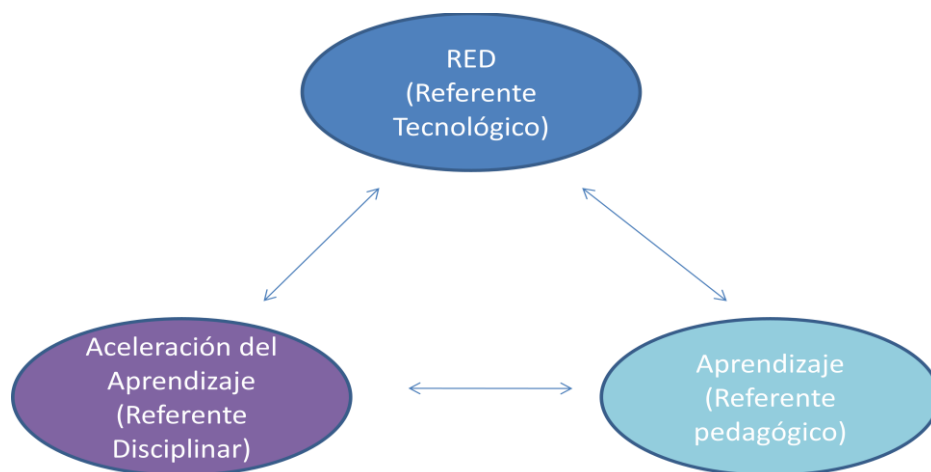 RED
(Referente
Tecnológico)
Aceleración del
Aprendizaje
(Referente
Disciplinar)
Aprendizaje
(Referente
pedagógico)